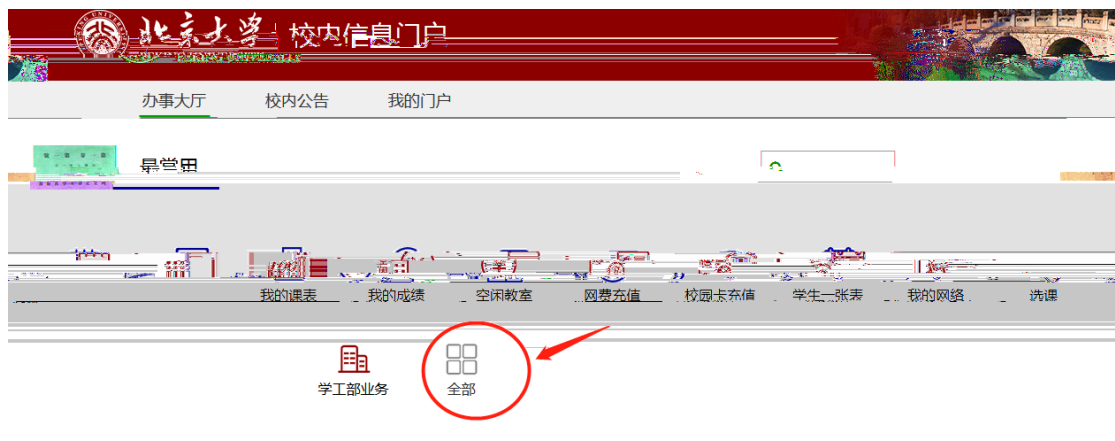 北京大学 校内信息门户
办事大厅 校内公告 我的门户
最常用
我的课表 我的成绩 空闲教室 网费充值 校园卡充值 学生一张表 我的网络 选课
学工部业务 全部